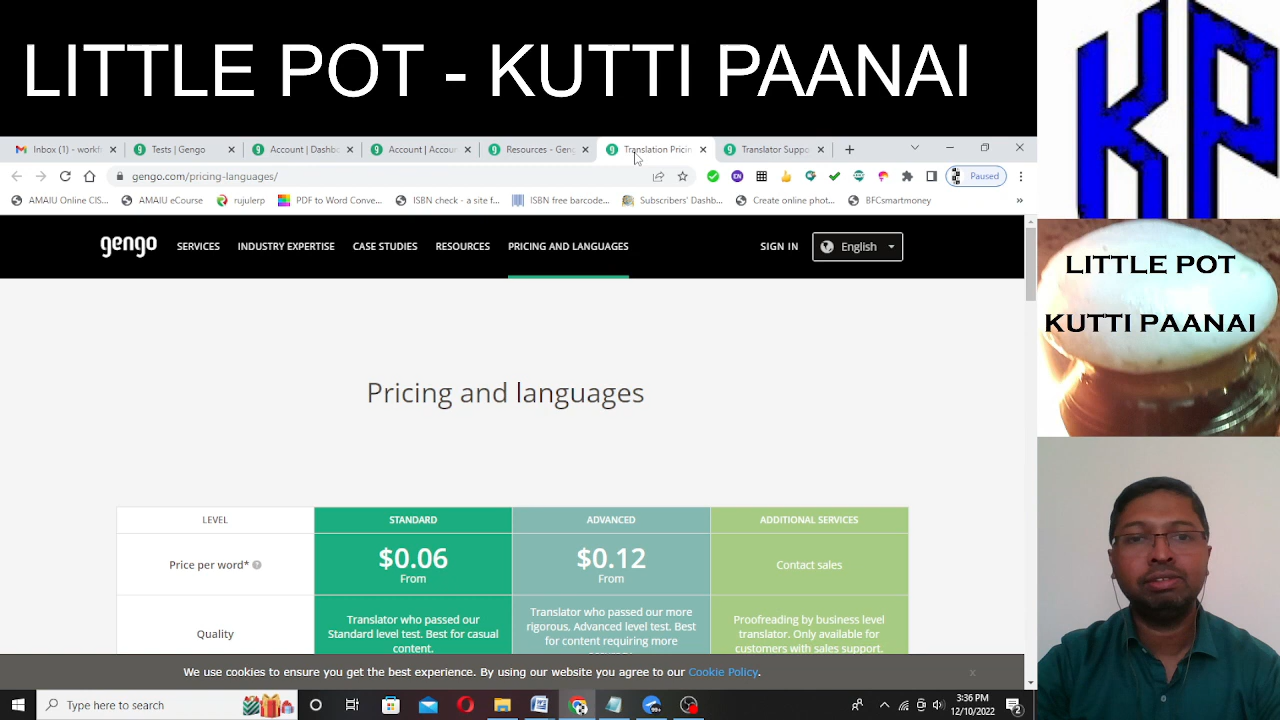 LITTLE POT - KUTTI PAANAI
KP
Inbox (1) - workfr
Tests | Gengo
Account | Dashbo
Account | Accou
Resources - Geng
Translation Pricin
Translator Suppo
gengo.com/pricing-languages/
Paused
AMAIU Online CIS...
AMAIU eCourse
rujulerp
PDF to Word Conve...
ISBN check - a site f...
ISBN free barcode...
Subscribers' Dashb...
Create online phot...
BFCsmartmoney
»
gengo
SERVICES
INDUSTRY EXPERTISE
CASE STUDIES
RESOURCES
PRICING AND LANGUAGES
SIGN IN
English
LITTLE POT
KUTTI PAANAI
Pricing and languages
LEVEL
STANDARD
ADVANCED
ADDITIONAL SERVICES
Price per word*
$0.06
From
$0.12
From
Contact sales
Quality
Translator who passed our
Standard level test. Best for casual
content.
Translator who passed our more
rigorous, Advanced level test. Best
for content requiring more
Proofreading by business level
translator. Only available for
customers with sales support.
We use cookies to ensure you get the best experience. By using our website you agree to our Cookie Policy.
x
Type here to search
99+
3:36 PM
12/10/2022
2